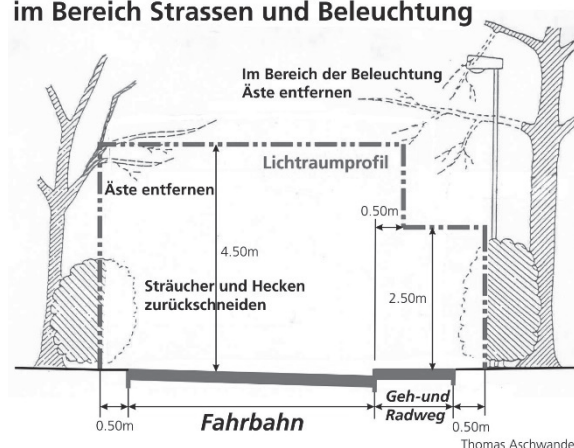 im Bereich Strassen und Beleuchtung
Im Bereich der Beleuchtung
Äste entfernen
Lichtraumprofil
Äste entfernen
0.50m
4.50m
Sträucher und Hecken
zurückschneiden
2.50m
0.50m
Fahrbahn
Geh-und
Radweg
0.50m
Thomas Aschwande